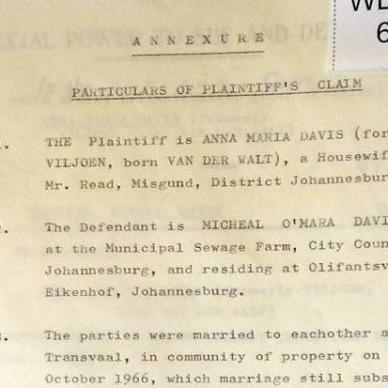 WL
6
ANNEXURE
PARTICULARS OF PLAINTIFF'S CLAIM
THE Plaintiff is ANNA MARIA DAVIS (for
VILJOEN, born VAN DER WALT), a Housewif
Mr. Read, Misgund, District Johannesbur
The Defendant is MICHEAL O'MARA DAVI
at the Municipal Sewage Farm, City Coun
Johannesburg, and residing at Olifantsv
Eikenhof, Johannesburg.
The parties were married to eachother a
Transvaal, in community of property on
October 1966, which marriage still subs